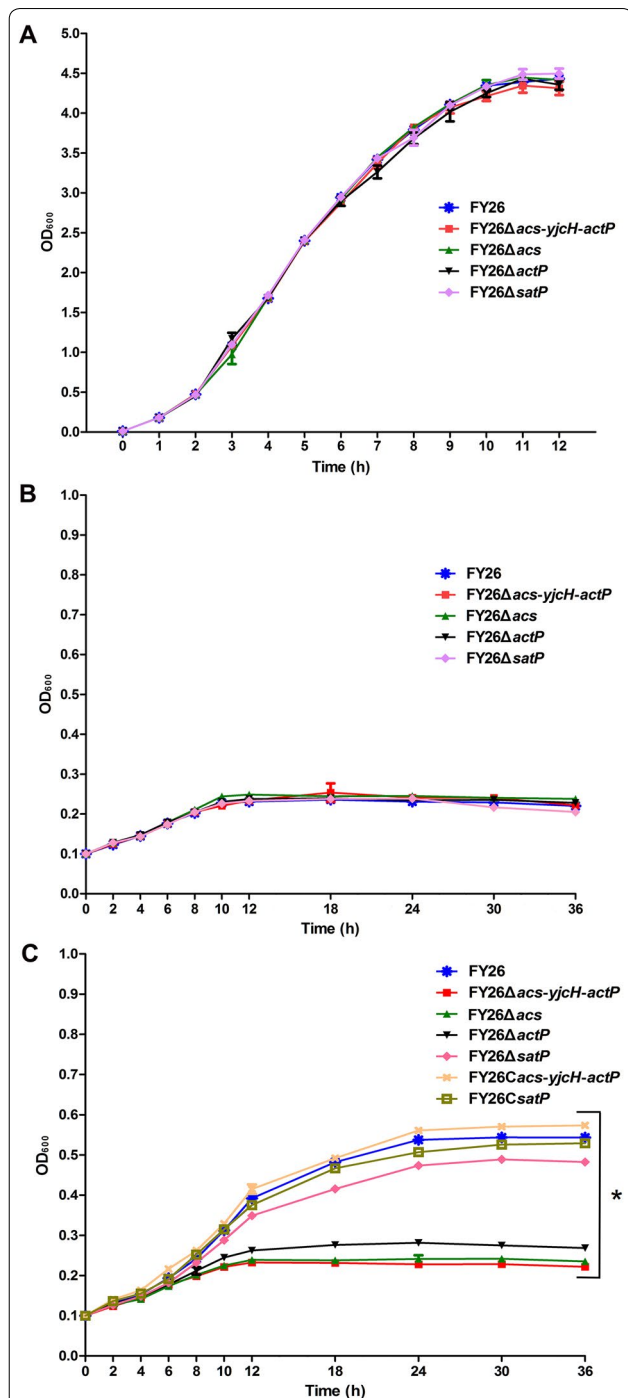 A
5.0
4.5
4.0
3.5
3.0
2.5
2.0
1.5
1.0
0.5
0.0
OD600
FY26
FY26Δacs-yjcH-actP
FY26Δacs
FY26ΔactP
FY26ΔsatP
0 1 2 3 4 5 6 7 8 9 10 11 12
Time (h)
B
1.0
0.9
0.8
0.7
0.6
0.5
0.4
0.3
0.2
0.1
0.0
OD600
FY26
FY26Δacs-yjcH-actP
FY26Δacs
FY26ΔactP
FY26ΔsatP
0 2 4 6 8 10 12 18 24 30 36
Time (h)
C
1.0
0.9
0.8
0.7
0.6
0.5
0.4
0.3
0.2
0.1
0.0
OD600
FY26
FY26Δacs-yjcH-actP
FY26Δacs
FY26ΔactP
FY26ΔsatP
FY26Cacs-yjcH-actP
FY26CsatP
*
0 2 4 6 8 10 12 18 24 30 36
Time (h)